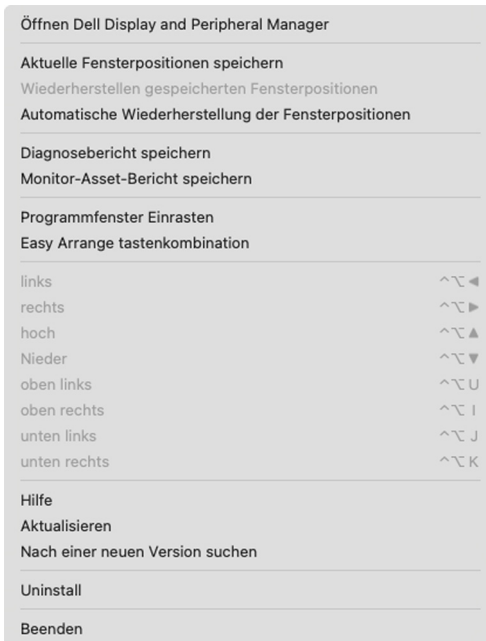 Öffnen Dell Display and Peripheral Manager
Aktuelle Fensterpositionen speichern
Wiederherstellen gespeicherten Fensterpositionen
Automatische Wiederherstellung der Fensterpositionen
Diagnosebericht speichern
Monitor-Asset-Bericht speichern
Programmfenster Einrasten
Easy Arrange tastenkombination
links ^⌥◀
rechts ^⌥▶
hoch ^⌥▲
Nieder ^⌥▼
oben links ^⌥ U
oben rechts ^⌥ I
unten links ^⌥ J
unten rechts ^⌥ K
Hilfe
Aktualisieren
Nach einer neuen Version suchen
Uninstall
Beenden